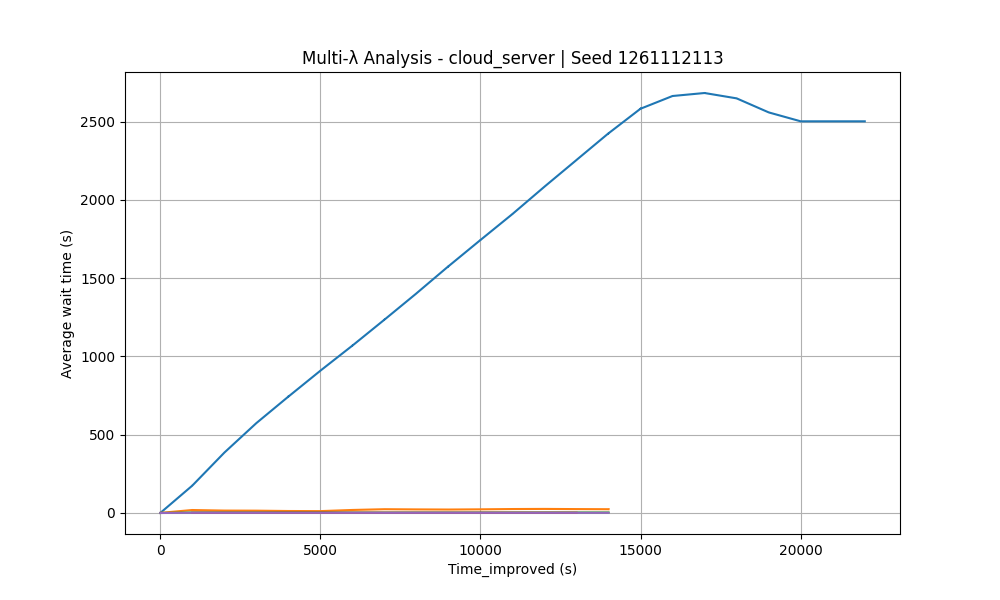 Multi-λ Analysis - cloud_server | Seed 1261112113
Average wait time (s)
2500
2000
1500
1000
500
0
0 5000 10000 15000 20000
Time_improved (s)